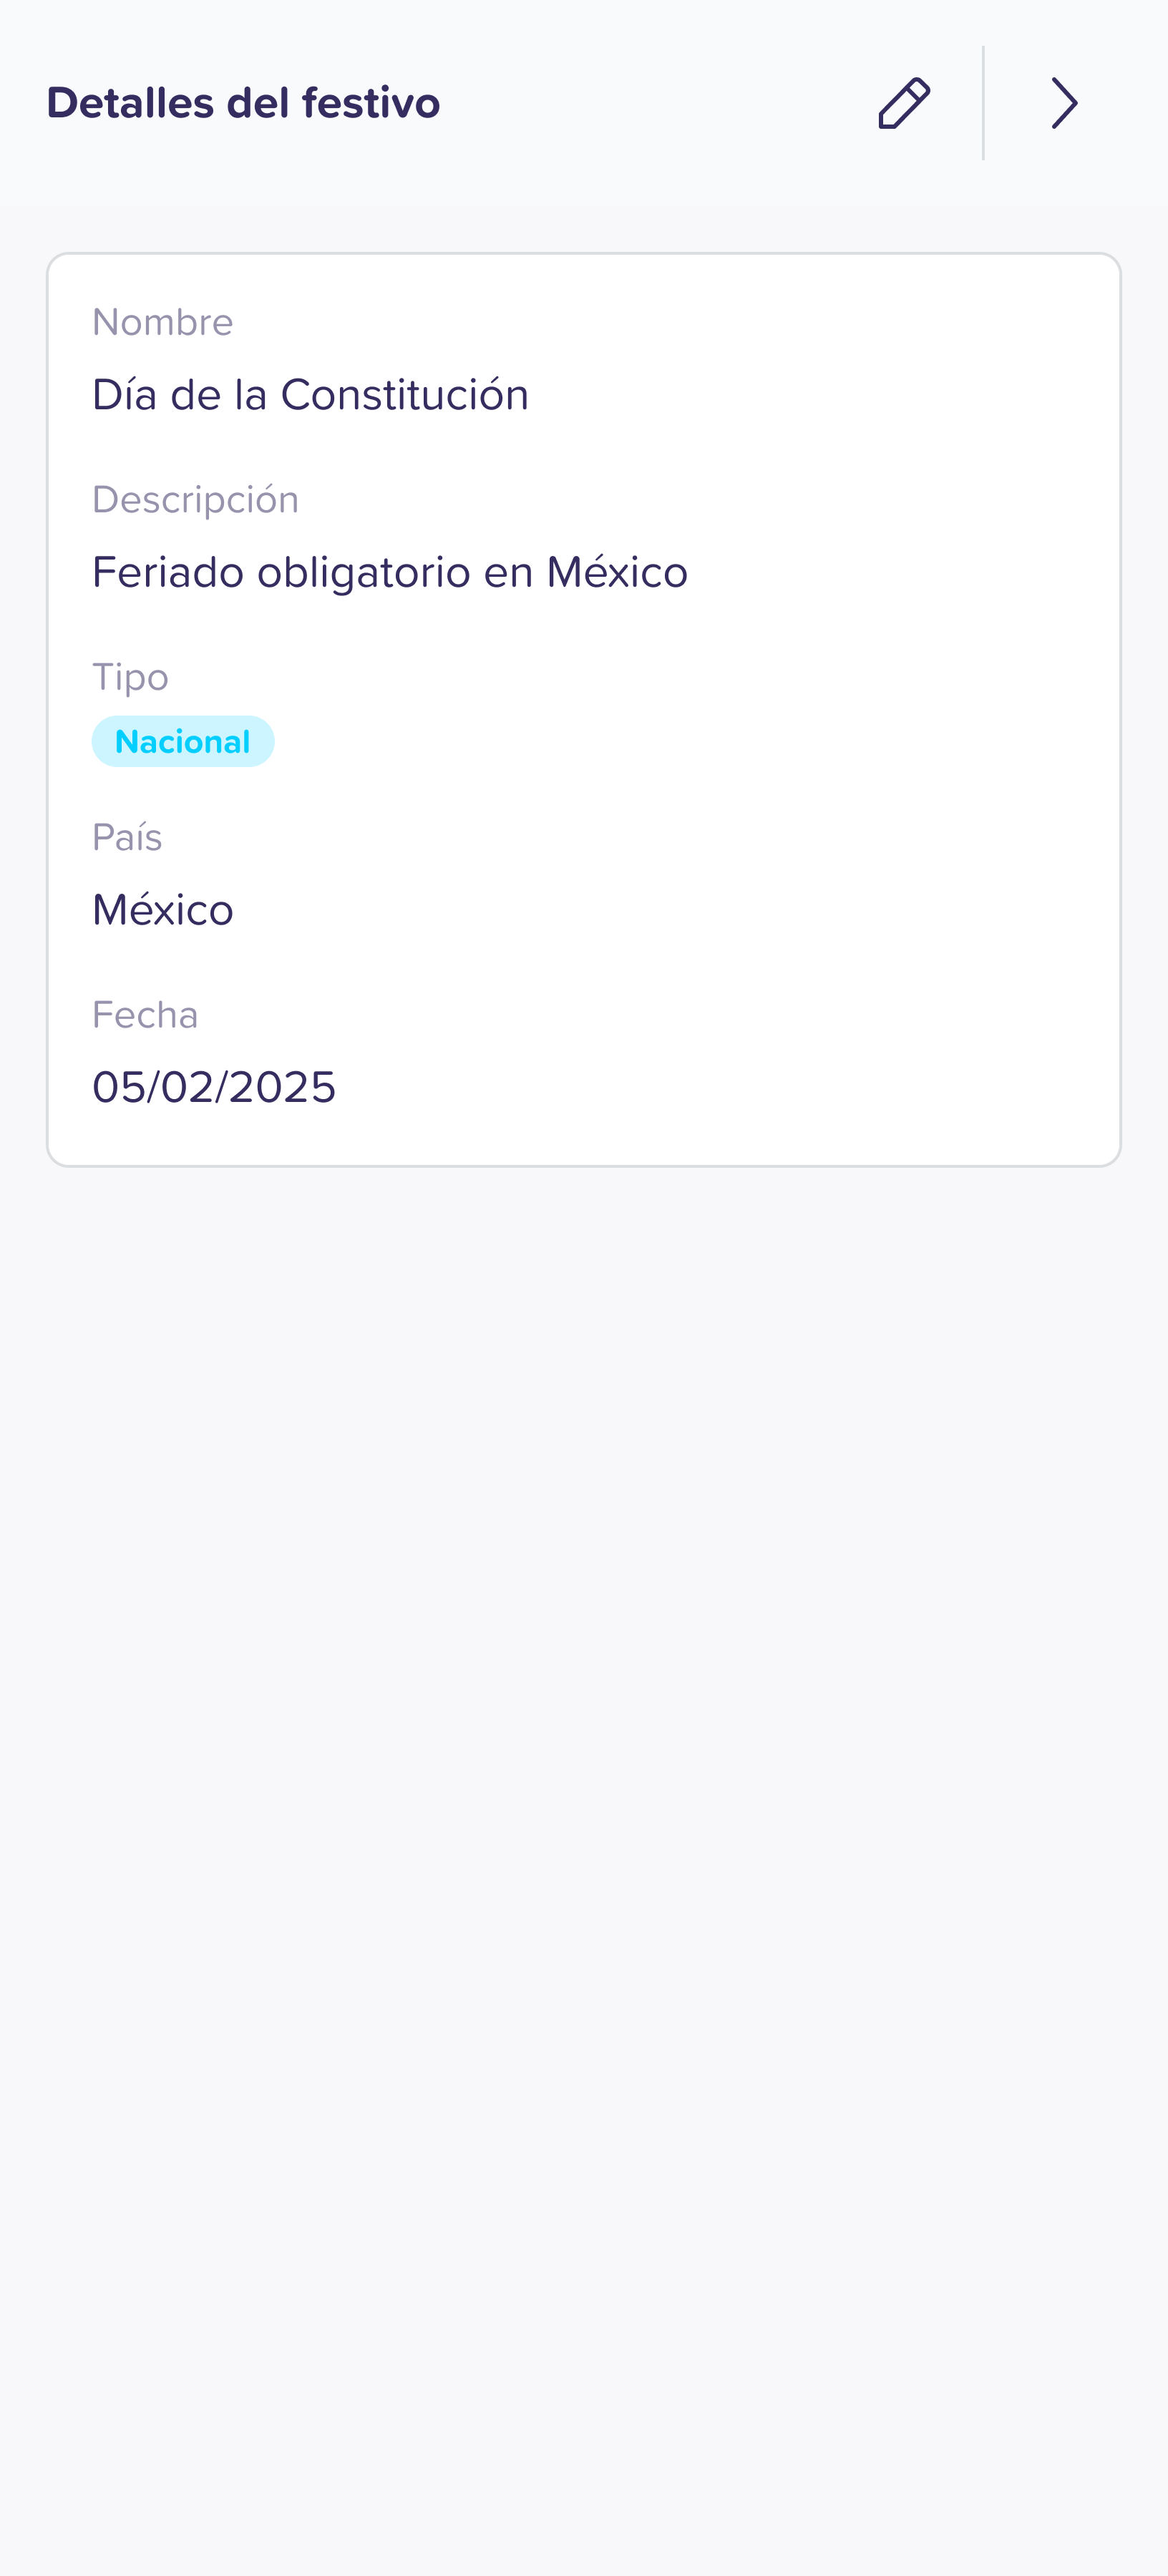 Detalles del festivo
Nombre
Día de la Constitución
Descripción
Feriado obligatorio en México
Tipo
Nacional
País
México
Fecha
05/02/2025